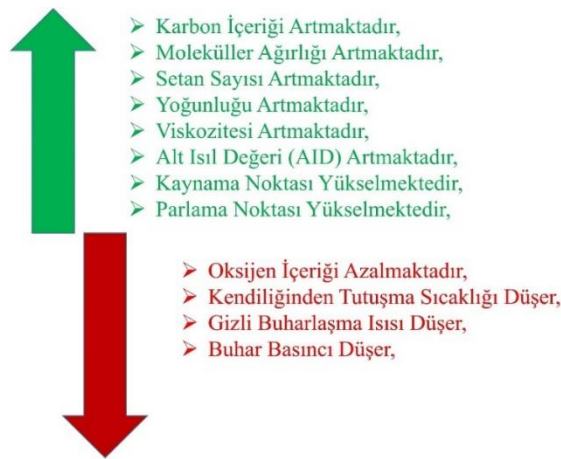 ➢ Karbon İçeriği Artmaktadır,
➢ Moleküller Ağırlığı Artmaktadır,
➢ Setan Sayısı Artmaktadır,
➢ Yoğunluğu Artmaktadır,
➢ Viskozitesi Artmaktadır,
➢ Alt Isıl Değeri (AID) Artmaktadır,
➢ Kaynama Noktası Yükselmektedir,
➢ Parlama Noktası Yükselmektedir,
➢ Oksijen İçeriği Azalmaktadır,
➢ Kendiliğinden Tutuşma Sıcaklığı Düşer,
➢ Gizli Buharlaşma Isısı Düşer,
➢ Buhar Basıncı Düşer,